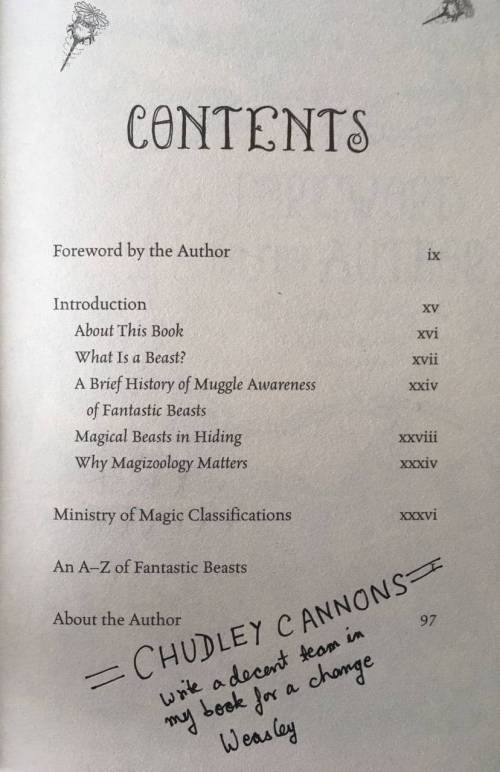 CONTENTS
Foreword by the Author ix
Introduction xv
About This Book xvi
What Is a Beast? xvii
A Brief History of Muggle Awareness xxiv
of Fantastic Beasts
Magical Beasts in Hiding xxviii
Why Magizoology Matters xxxiv
Ministry of Magic Classifications xxxvi
An A–Z of Fantastic Beasts
About the Author 97
= CHUDLEY CANNONS =
write a decent team in
my book for a change
Weasley